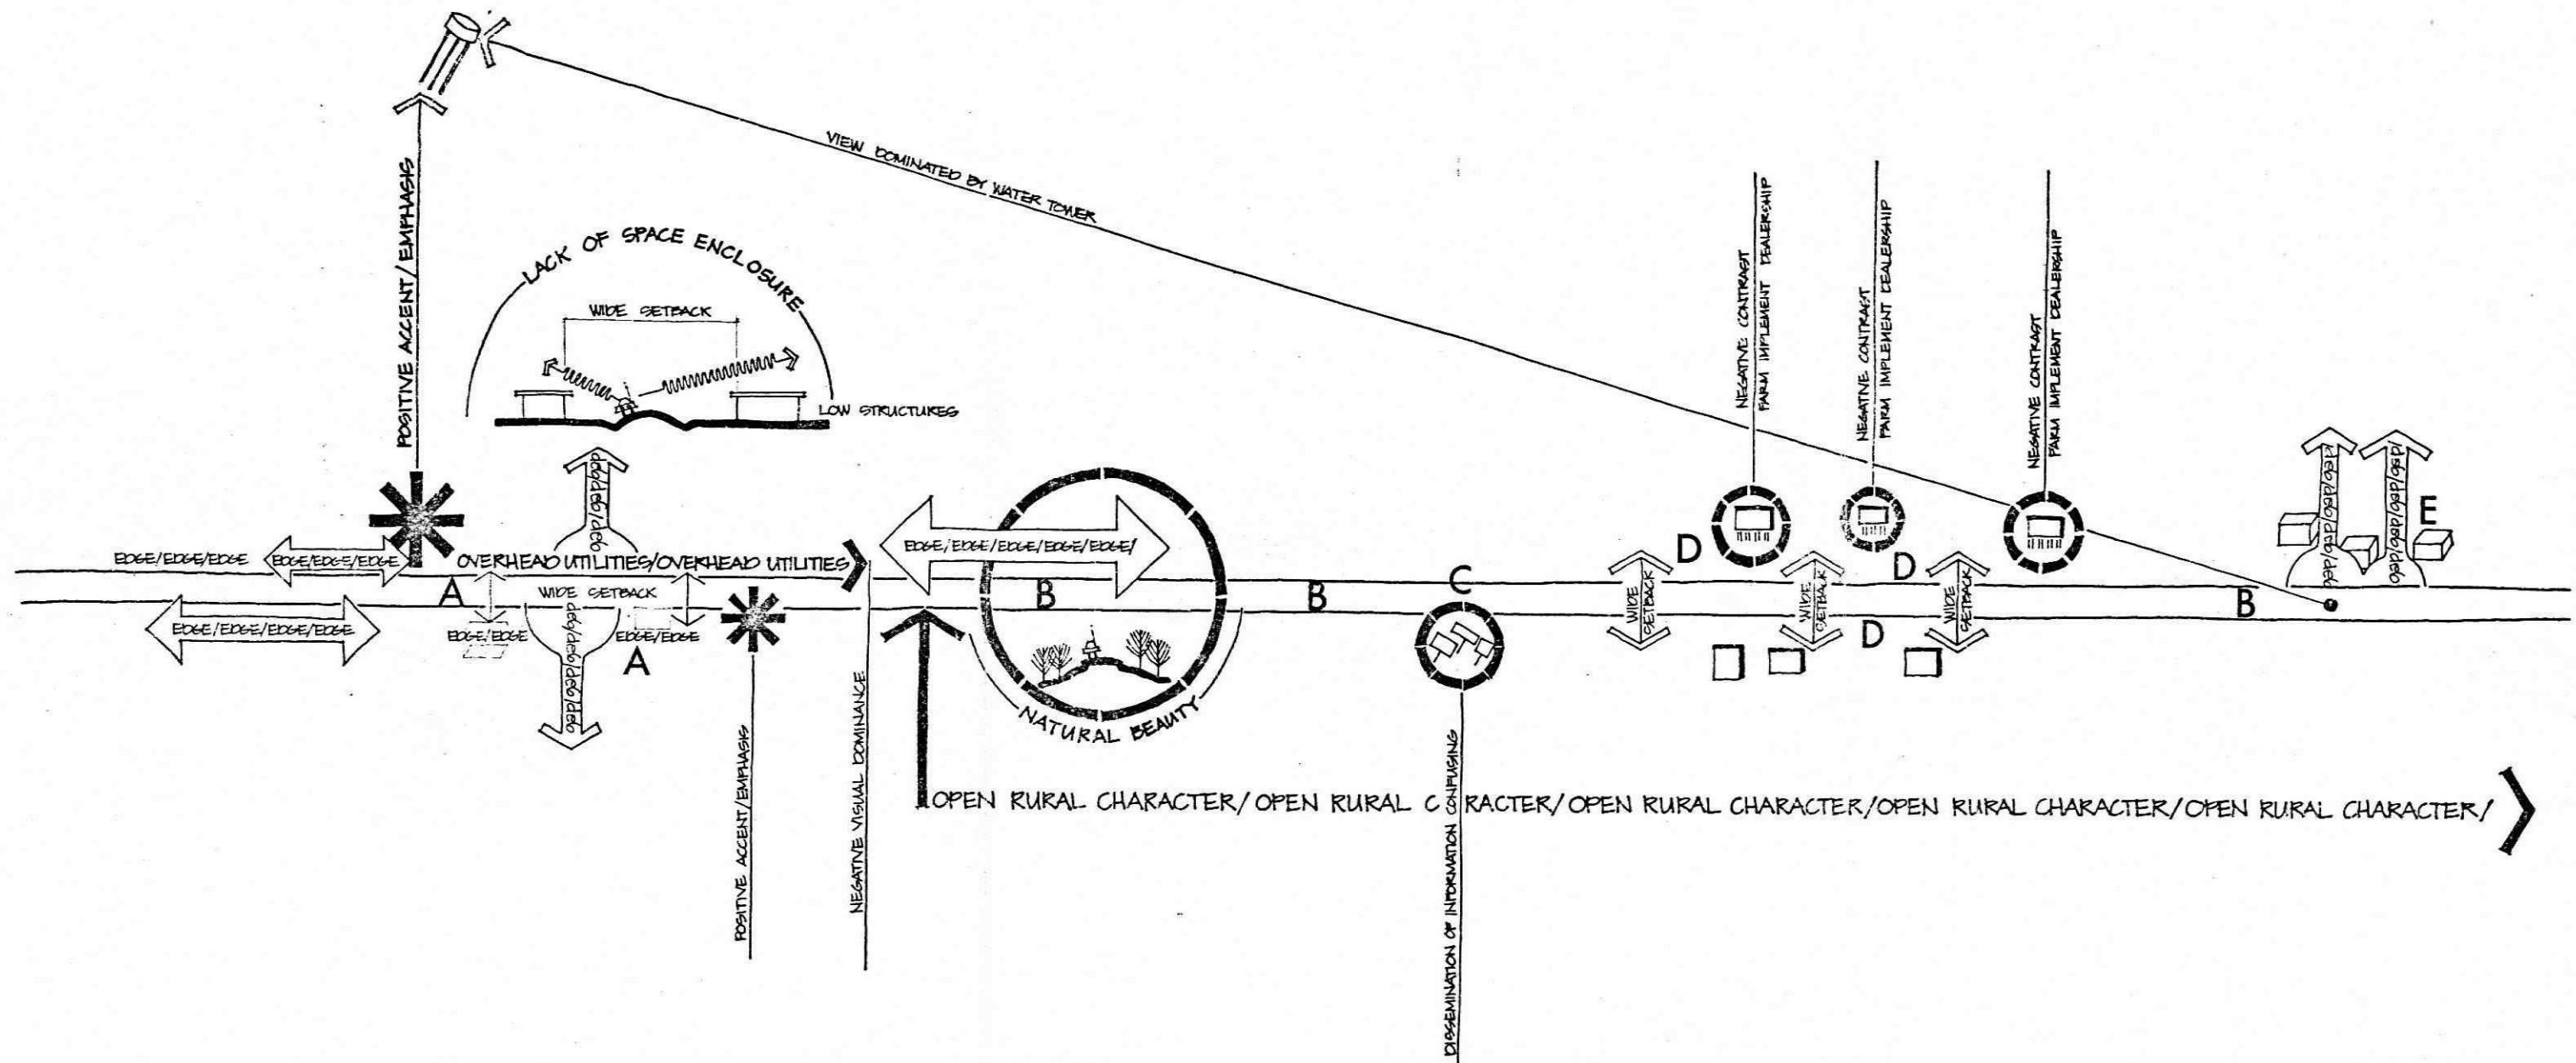 VIEW DOMINATED BY WATER TOWER
POSITIVE ACCENT/EMPHASIS
LACK OF SPACE ENCLOSURE
WIDE SETBACK
LOW STRUCTURES
NEGATIVE CONTRAST
FARM IMPLEMENT DEALERSHIP
NEGATIVE CONTRAST
FARM IMPLEMENT DEALERSHIP
NEGATIVE CONTRAST
FARM IMPLEMENT DEALERSHIP
EDGE/EDGE/EDGE
EDGE/EDGE/EDGE
OVERHEAD UTILITIES/OVERHEAD UTILITIES
EDGE/EDGE/EDGE/EDGE/EDGE/
D
D
E
A
WIDE SETBACK
B
B
C
WIDE
SETBACK
WIDE
SETBACK
WIDE
SETBACK
B
EDGE/EDGE/EDGE/EDGE
EDGE/EDGE
EDGE/EDGE
A
D
NATURAL BEAUTY
POSITIVE ACCENT/EMPHASIS
NEGATIVE VISUAL DOMINANCE
DISSEMINATION OF INFORMATION CONFUSING
OPEN RURAL CHARACTER/OPEN RURAL C RACTER/OPEN RURAL CHARACTER/OPEN RURAL CHARACTER/OPEN RURAL CHARACTER/